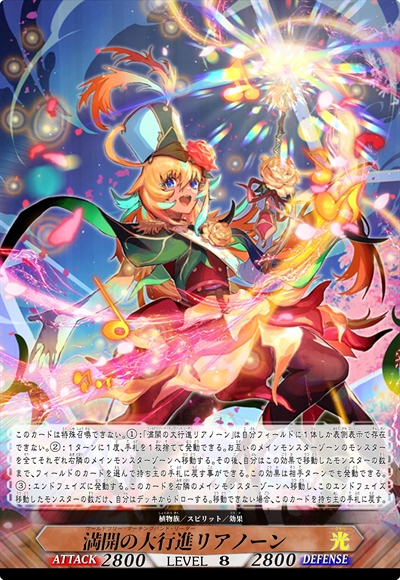 このカードは特殊召喚できない。①：「満開の大行進リアノーン」は自分フィールドに1体しか表側表示で存在
できない。②：1ターンに1度、手札を1枚捨てて発動できる。お互いのメインモンスターゾーンのモンスター
を全てそれぞれ右隣のメインモンスターゾーンへ移動する。その後、自分はこの効果で移動したモンスターの数
まで、フィールドのカードを選んで持ち主の手札に戻す事ができる。この効果は相手ターンでも発動できる。
③：エンドフェイズに発動する。このカードを右隣のメインモンスターゾーンへ移動し、このエンドフェイズに
移動したモンスターの数だけ、自分はデッキからドローする。移動できない場合、このカードを持ち主の手札に戻す。
植物族／スピリット／効果
満開の大行進リアノーン
光
ATTACK 2800 LEVEL 8 2800 DEFENSE